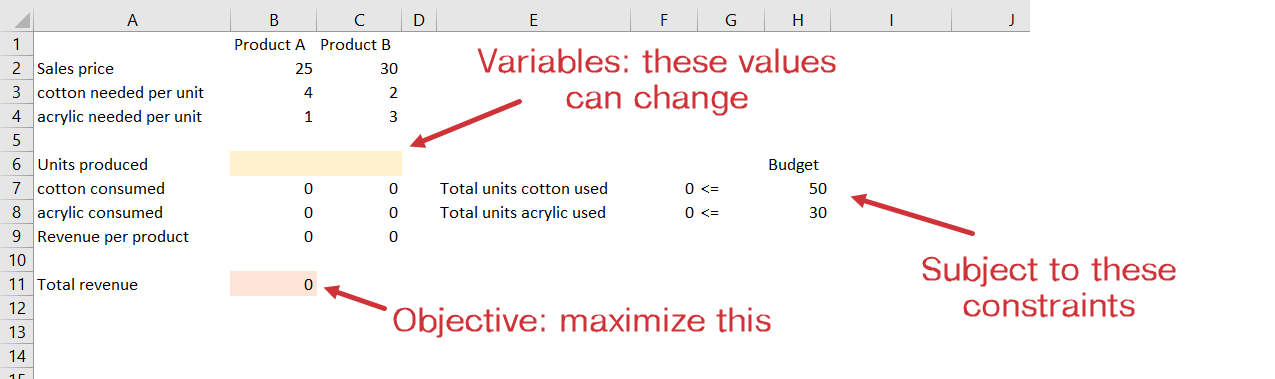 A B C D E F G H I J
1 Product A Product B
2 Sales price 25 30
3 cotton needed per unit 4 2
4 acrylic needed per unit 1 3
5
6 Units produced Budget
7 cotton consumed 0 0 Total units cotton used 0 <= 50
8 acrylic consumed 0 0 Total units acrylic used 0 <= 30
9 Revenue per product 0 0
10
11 Total revenue 0
12
13
14
15
Variables: these values
can change
Subject to these
constraints
Objective: maximize this